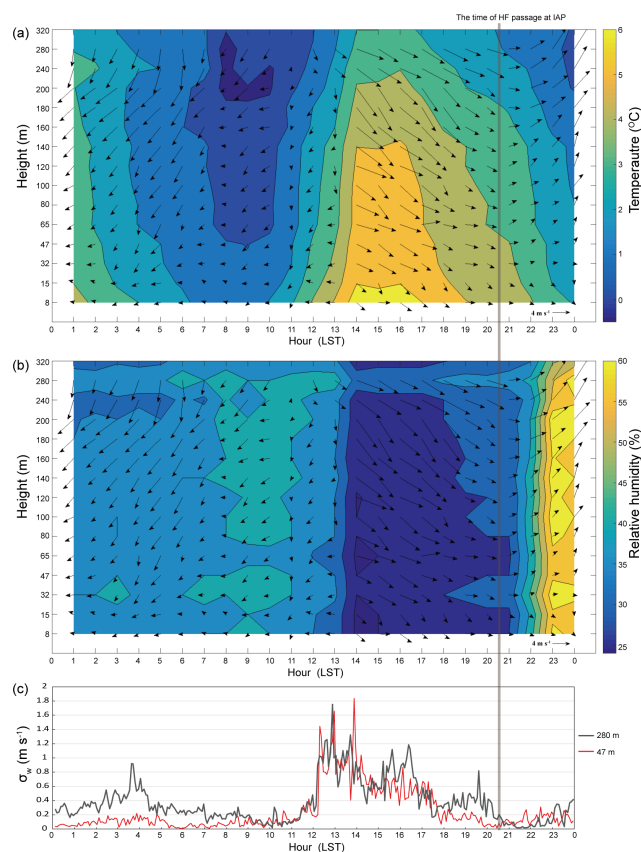 The time of HF passage at IAP
(a)
320
280
240
200
180
160
140
120
100
80
65
47
32
15
8
Height (m)
0 1 2 3 4 5 6 7 8 9 10 11 12 13 14 15 16 17 18 19 20 21 22 23 0
Hour (LST)
4 m s⁻¹
6
5
4
3
2
1
0
Temperautre (°C)
(b)
320
280
240
200
180
160
140
120
100
80
65
47
32
15
8
Height (m)
0 1 2 3 4 5 6 7 8 9 10 11 12 13 14 15 16 17 18 19 20 21 22 23 0
Hour (LST)
4 m s⁻¹
60
55
50
45
40
35
30
25
Relative humidity (%)
(c)
2
1.8
1.6
1.4
1.2
1
0.8
0.6
0.4
0.2
0
σw (m s⁻¹)
0 1 2 3 4 5 6 7 8 9 10 11 12 13 14 15 16 17 18 19 20 21 22 23 0
Hour (LST)
280 m
47 m